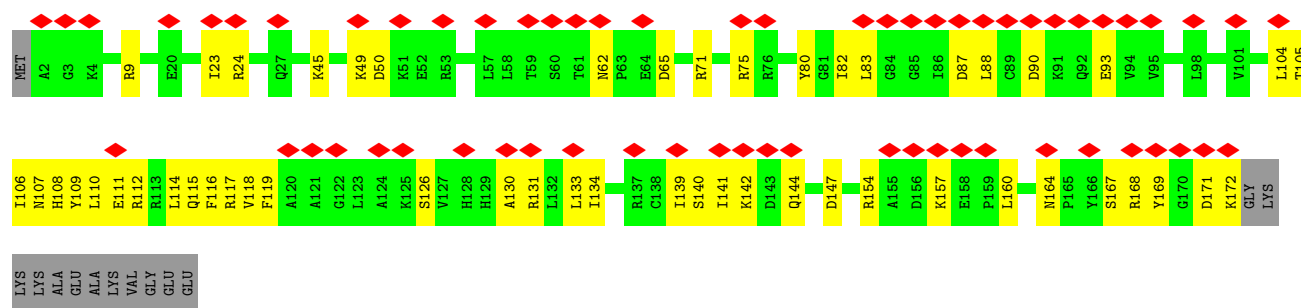 MET A2 G3 K4 R9 E20 I23 R24 Q27 K45 K49 D50 K51 E52 R53 L57 L58 T59 S60 T61 N62 P63 E64 D65 R71 R75 R76 Y80 G81 I82 L83 G84 G85 I86 D87 L88 C89 D90 K91 Q92 E93 V94 V95 L98 V101 L104 T105
I106 N107 H108 Y109 L110 E111 R112 R113 L114 Q115 F116 R117 V118 F119 A120 A121 G122 L123 A124 K125 S126 V127 H128 H129 A130 R131 L132 L133 I134 R137 C138 I139 S140 I141 K142 D143 Q144 D147 R154 A155 D156 K157 E158 P159 L160 N164 P165 Y166 S167 R168 Y169 G170 D171 K172 GLY LYS
LYS LYS ALA GLU ALA LYS VAL GLY GLU GLU